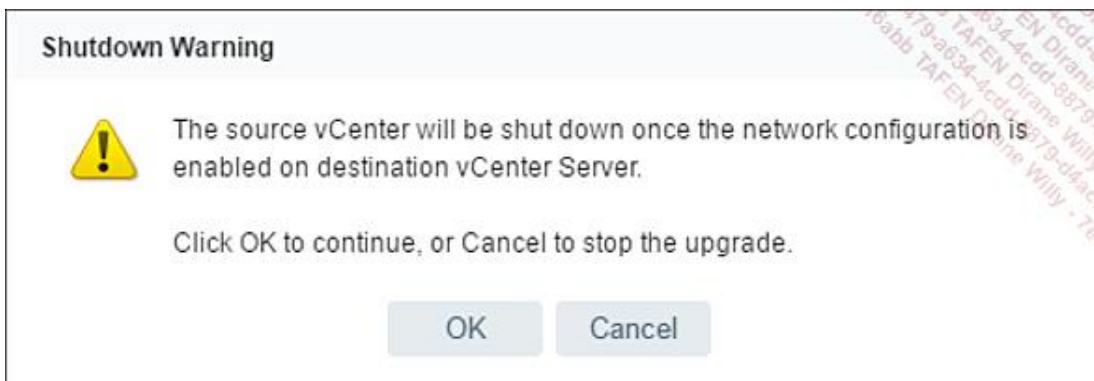 Shutdown Warning
The source vCenter will be shut down once the network configuration is
enabled on destination vCenter Server.
Click OK to continue, or Cancel to stop the upgrade.
OK Cancel